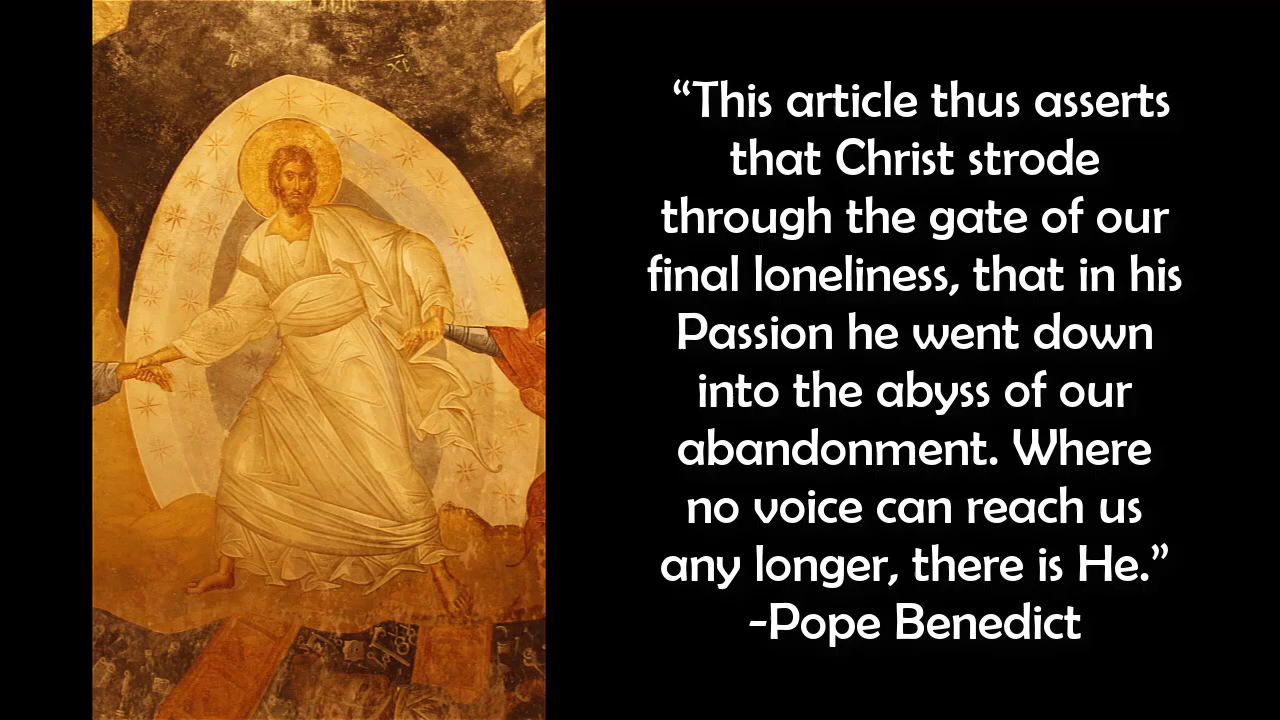 “This article thus asserts
that Christ strode
through the gate of our
final loneliness, that in his
Passion he went down
into the abyss of our
abandonment. Where
no voice can reach us
any longer, there is He.”
-Pope Benedict